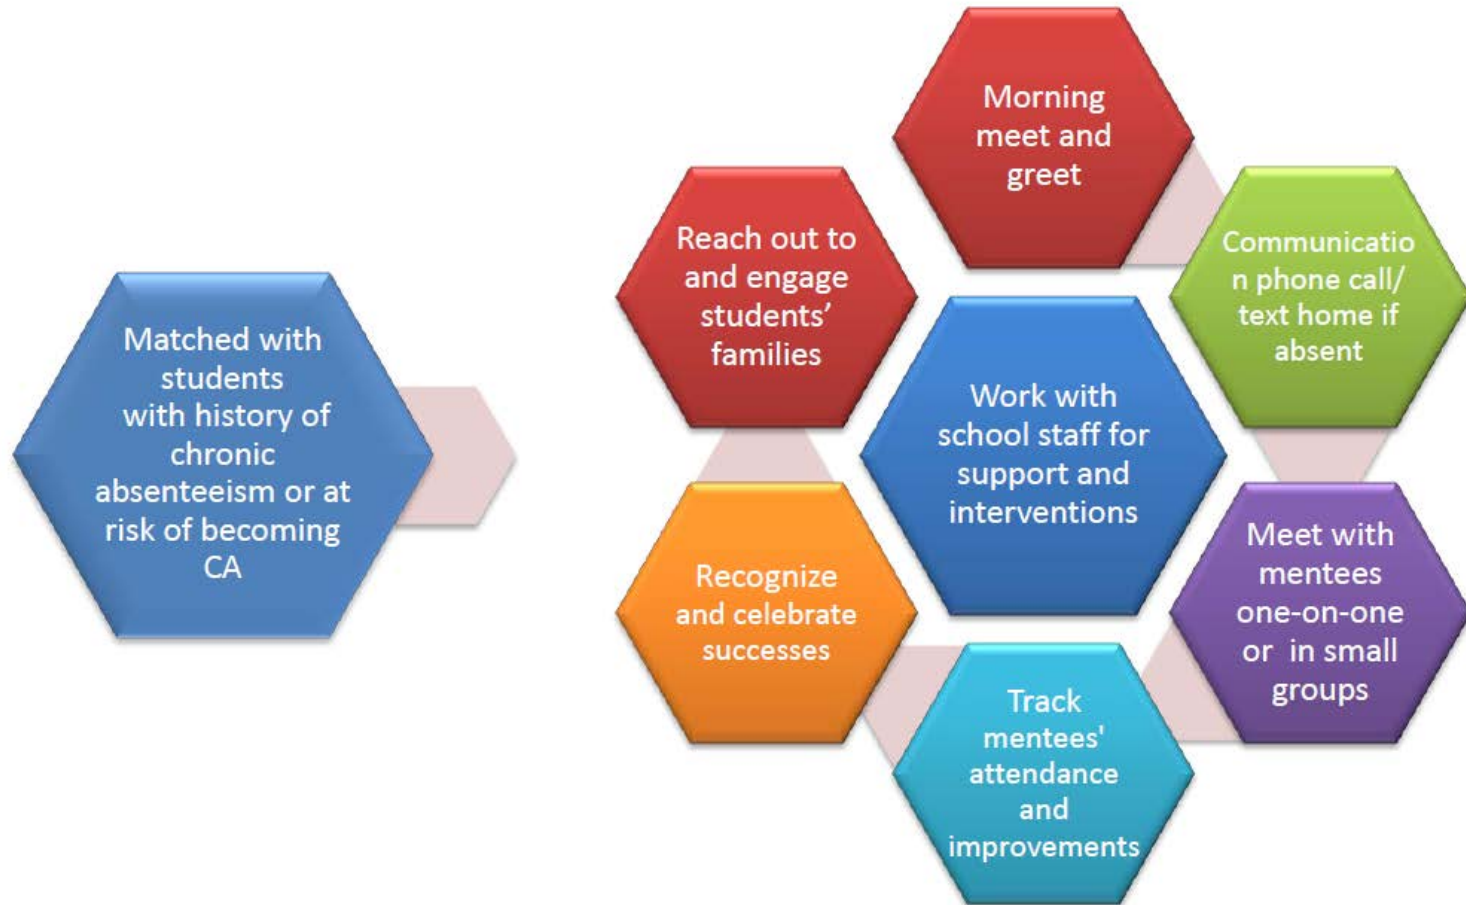 Matched with
students
with history of
chronic
absenteeism or at
risk of becoming
CA
Morning
meet and
greet
Communicatio
n phone call/
text home if
absent
Meet with
mentees
one-on-one
or in small
groups
Track
mentees'
attendance
and
improvements
Recognize
and celebrate
successes
Reach out to
and engage
students’
families
Work with
school staff for
support and
interventions